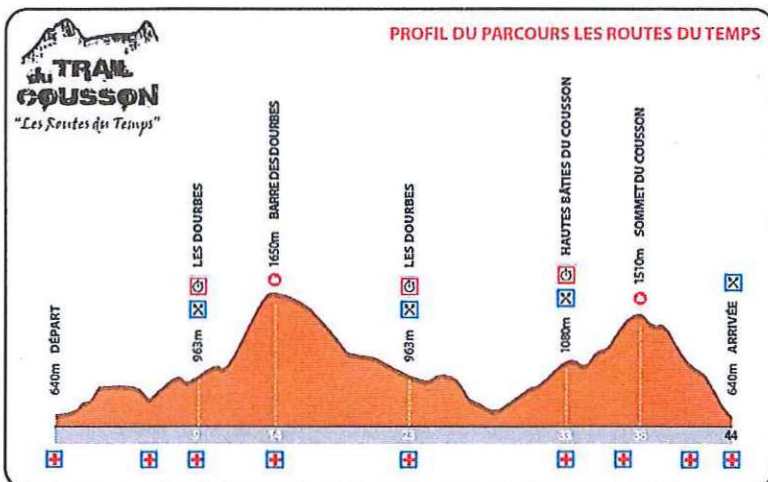 du TRAIL
COUSSON
"Les Routes du Temps"
PROFIL DU PARCOURS LES ROUTES DU TEMPS
640m DÉPART
963m LES DOURBES
1650m BARRE DES DOURBES
963m LES DOURBES
1080m HAUTES BÂTIES DU COUSSON
1510m SOMMET DU COUSSON
640m ARRIVÉE
9 14 23 33 38 44